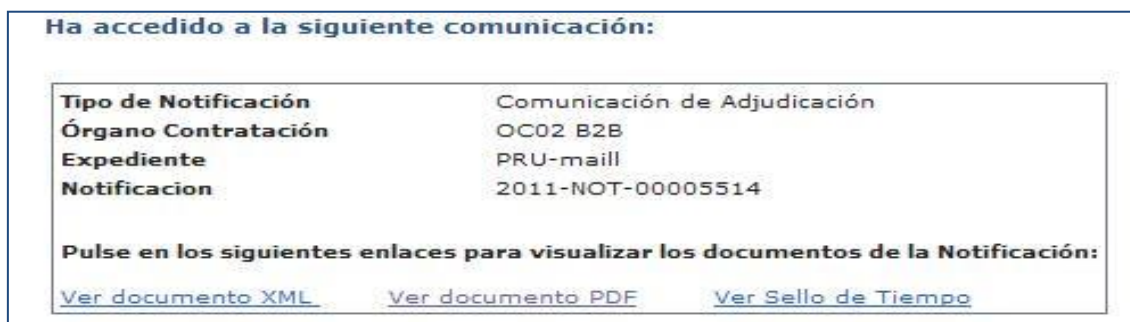 Ha accedido a la siguiente comunicación:
Tipo de Notificación Comunicación de Adjudicación
Órgano Contratación OC02 B2B
Expediente PRU-maill
Notificacion 2011-NOT-00005514
Pulse en los siguientes enlaces para visualizar los documentos de la Notificación:
Ver documento XML Ver documento PDF Ver Sello de Tiempo